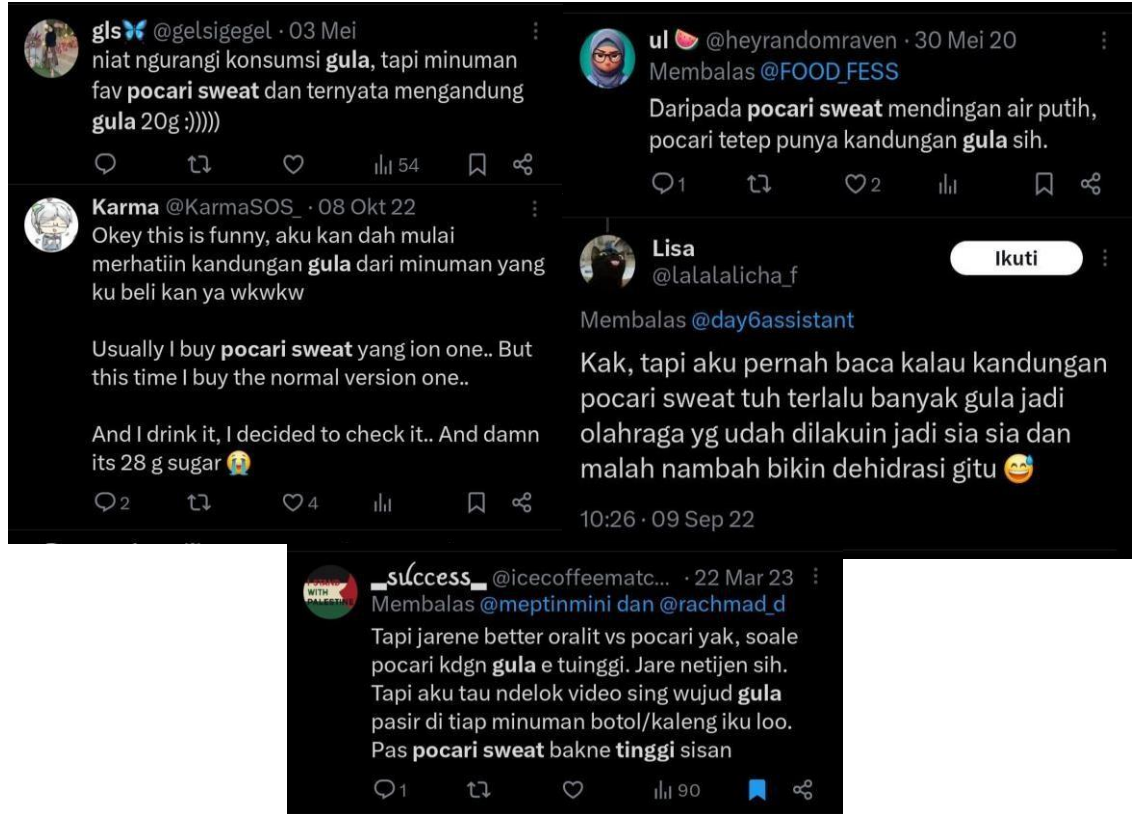 gls🦋 @gelsigegel · 03 Mei
niat ngurangi konsumsi gula, tapi minuman
fav pocari sweat dan ternyata mengandung
gula 20g :)))))
54
Karma @KarmaSOS_ · 08 Okt 22
Okey this is funny, aku kan dah mulai
merhatiin kandungan gula dari minuman yang
ku beli kan ya wkwkw
Usually I buy pocari sweat yang ion one.. But
this time I buy the normal version one..
And I drink it, I decided to check it.. And damn
its 28 g sugar 😭
2 4
ul 🍉 @heyrandomraven · 30 Mei 20
Membalas @FOOD_FESS
Daripada pocari sweat mendingan air putih,
pocari tetep punya kandungan gula sih.
1 2
Lisa
@lalalalicha_f
Ikuti
Membalas @day6assistant
Kak, tapi aku pernah baca kalau kandungan
pocari sweat tuh terlalu banyak gula jadi
olahraga yg udah dilakuin jadi sia sia dan
malah nambah bikin dehidrasi gitu 😅
10:26 · 09 Sep 22
WITH
PALESTINE
_success_ @icecoffeematc... · 22 Mar 23
Membalas @meptinmini dan @rachmad_d
Tapi jarene better oralit vs pocari yak, soale
pocari kdgn gula e tuinggi. Jare netijen sih.
Tapi aku tau ndelok video sing wujud gula
pasir di tiap minuman botol/kaleng iku loo.
Pas pocari sweat bakne tinggi sisan
1 90